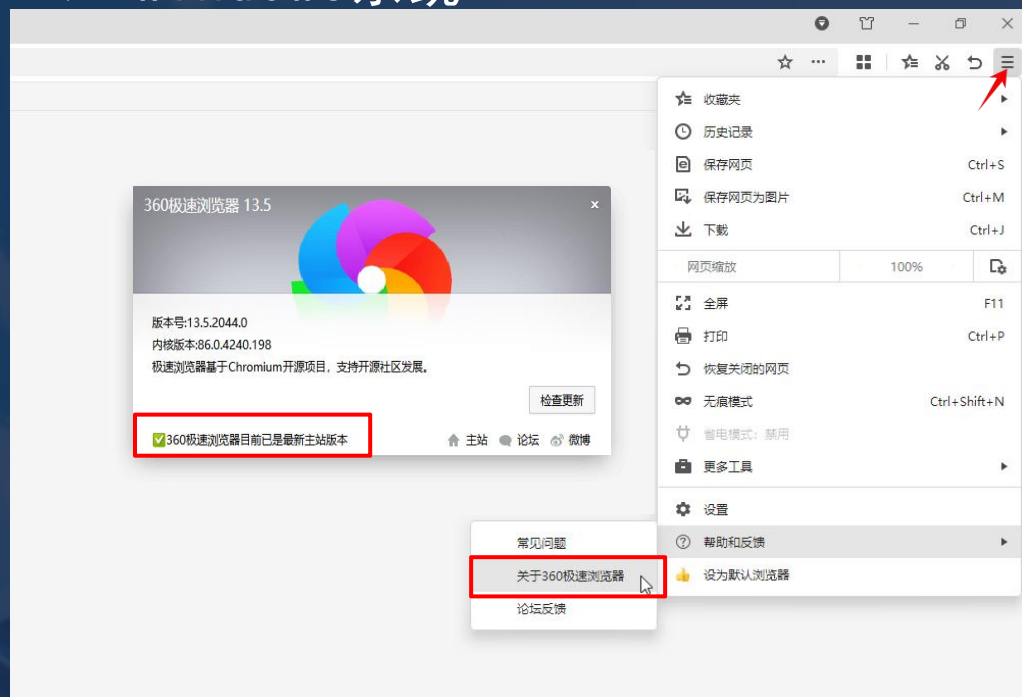 收藏夹
历史记录
保存网页 Ctrl+S
保存网页为图片 Ctrl+M
下载 Ctrl+J
网页缩放 100%
全屏 F11
打印 Ctrl+P
恢复关闭的网页
无痕模式 Ctrl+Shift+N
省电模式：禁用
更多工具
设置
帮助和反馈
设为默认浏览器
360极速浏览器 13.5
版本号:13.5.2044.0
内核版本:86.0.4240.198
极速浏览器基于Chromium开源项目，支持开源社区发展。
检查更新
360极速浏览器目前已是最新主站版本
主站 论坛 微博
常见问题
关于360极速浏览器
论坛反馈